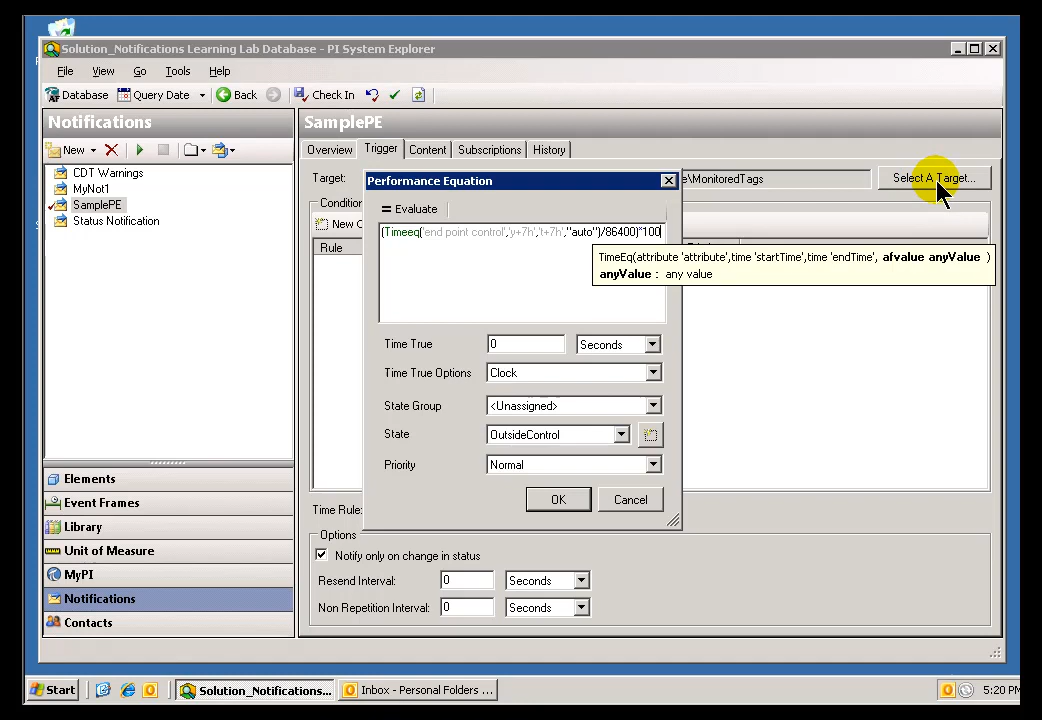 Solution_Notifications Learning Lab Database - PI System Explorer
File View Go Tools Help
Database Query Date Back Check In
Notifications
SamplePE
New
Overview Trigger Content Subscriptions History
CDT Warnings
MyNot1
SamplePE
Status Notification
Target:
e\MonitoredTags
Select A Target...
Condition
New C
Rule
Performance Equation
Evaluate
(Timeeq('end point control','y+7h','t+7h',"auto")/86400)*100
TimeEq(attribute 'attribute',time 'startTime',time 'endTime', afvalue anyValue )
anyValue : any value
Time True 0 Seconds
Time True Options Clock
State Group <Unassigned>
State OutsideControl
Priority Normal
OK Cancel
Elements
Event Frames
Library
Unit of Measure
MyPI
Notifications
Contacts
Time Rule:
Options
Notify only on change in status
Resend Interval: 0 Seconds
Non Repetition Interval: 0 Seconds
Start Solution_Notifications... Inbox - Personal Folders ... 5:20 PM